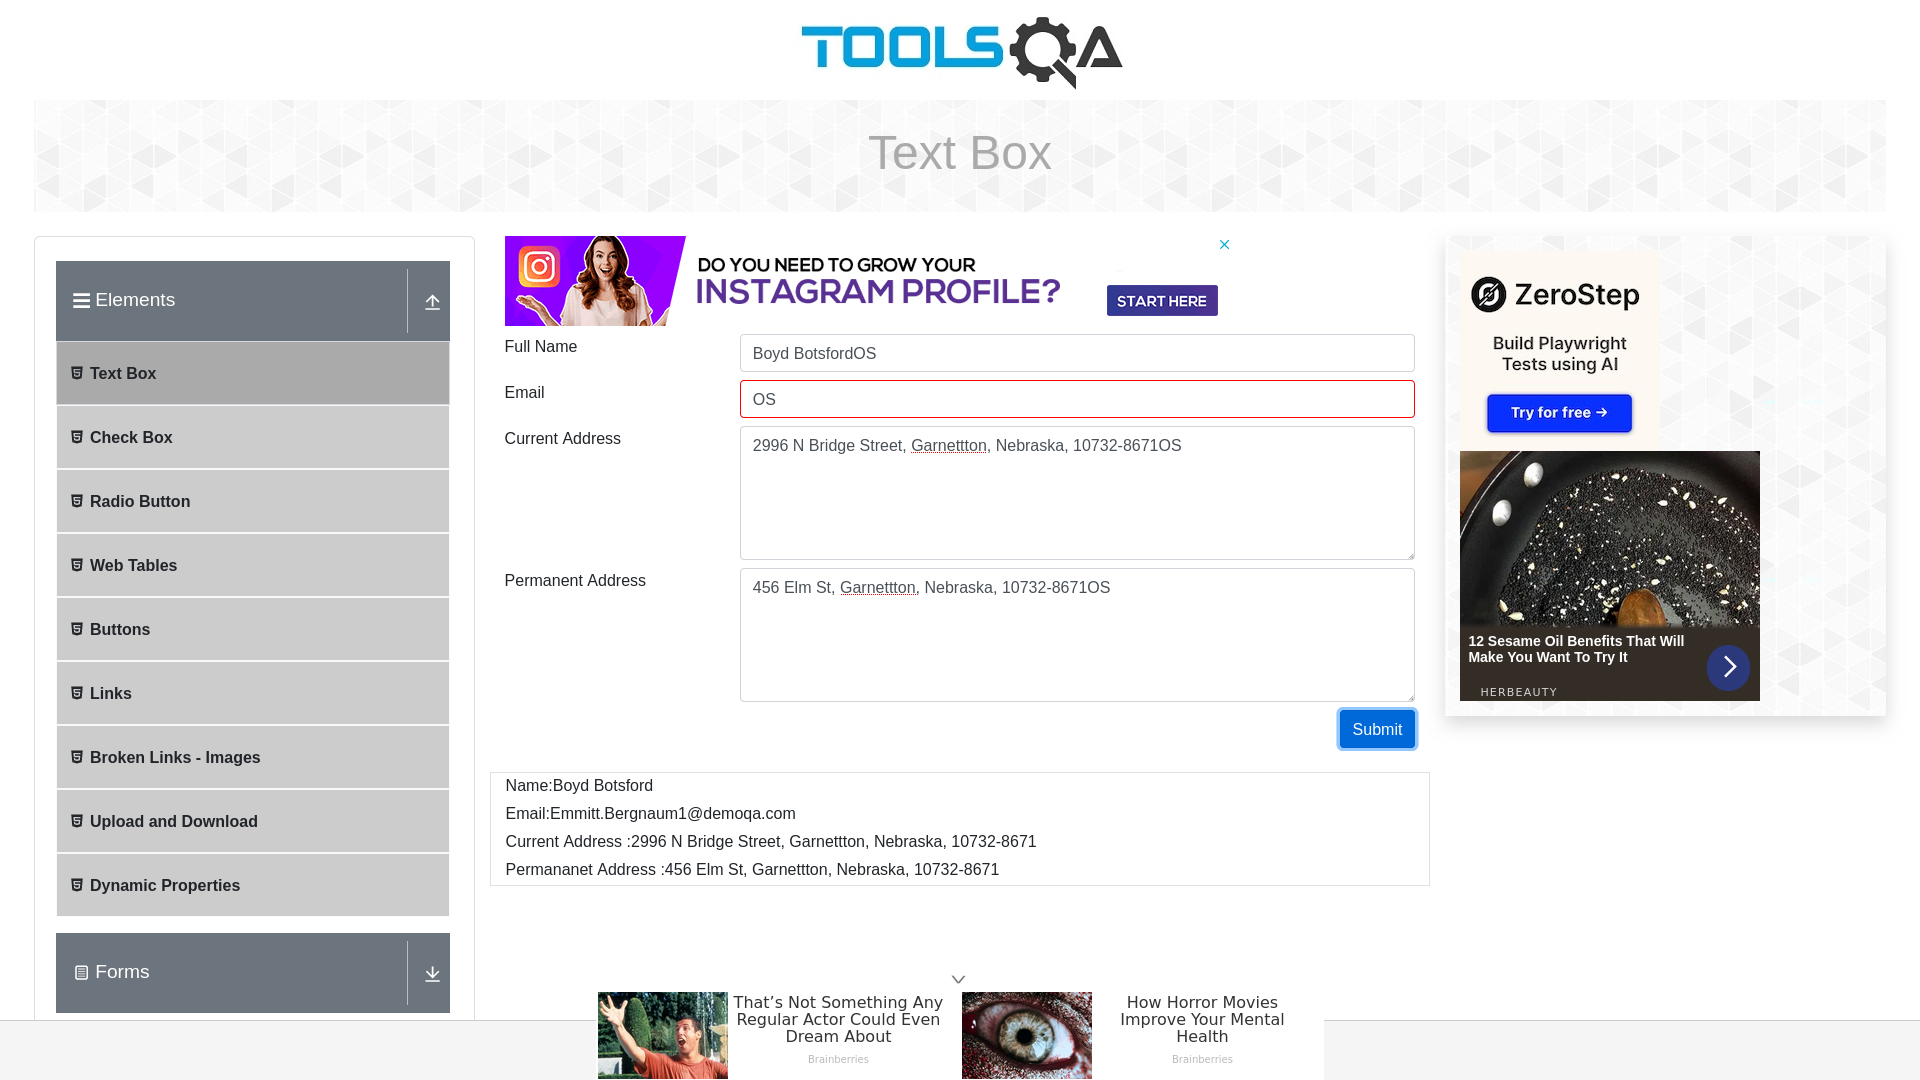 TOOLSQA
Text Box
Elements
Text Box
Check Box
Radio Button
Web Tables
Buttons
Links
Broken Links - Images
Upload and Download
Dynamic Properties
Forms
DO YOU NEED TO GROW YOUR
INSTAGRAM PROFILE?
START HERE
Full Name
Boyd BotsfordOS
Email
OS
Current Address
2996 N Bridge Street, Garnettton, Nebraska, 10732-8671OS
Permanent Address
456 Elm St, Garnettton, Nebraska, 10732-8671OS
Submit
Name:Boyd Botsford
Email:Emmitt.Bergnaum1@demoqa.com
Current Address :2996 N Bridge Street, Garnettton, Nebraska, 10732-8671
Permananet Address :456 Elm St, Garnettton, Nebraska, 10732-8671
ZeroStep
Build Playwright
Tests using AI
Try for free →
12 Sesame Oil Benefits That Will
Make You Want To Try It
HERBEAUTY
That’s Not Something Any
Regular Actor Could Even
Dream About
Brainberries
How Horror Movies
Improve Your Mental
Health
Brainberries